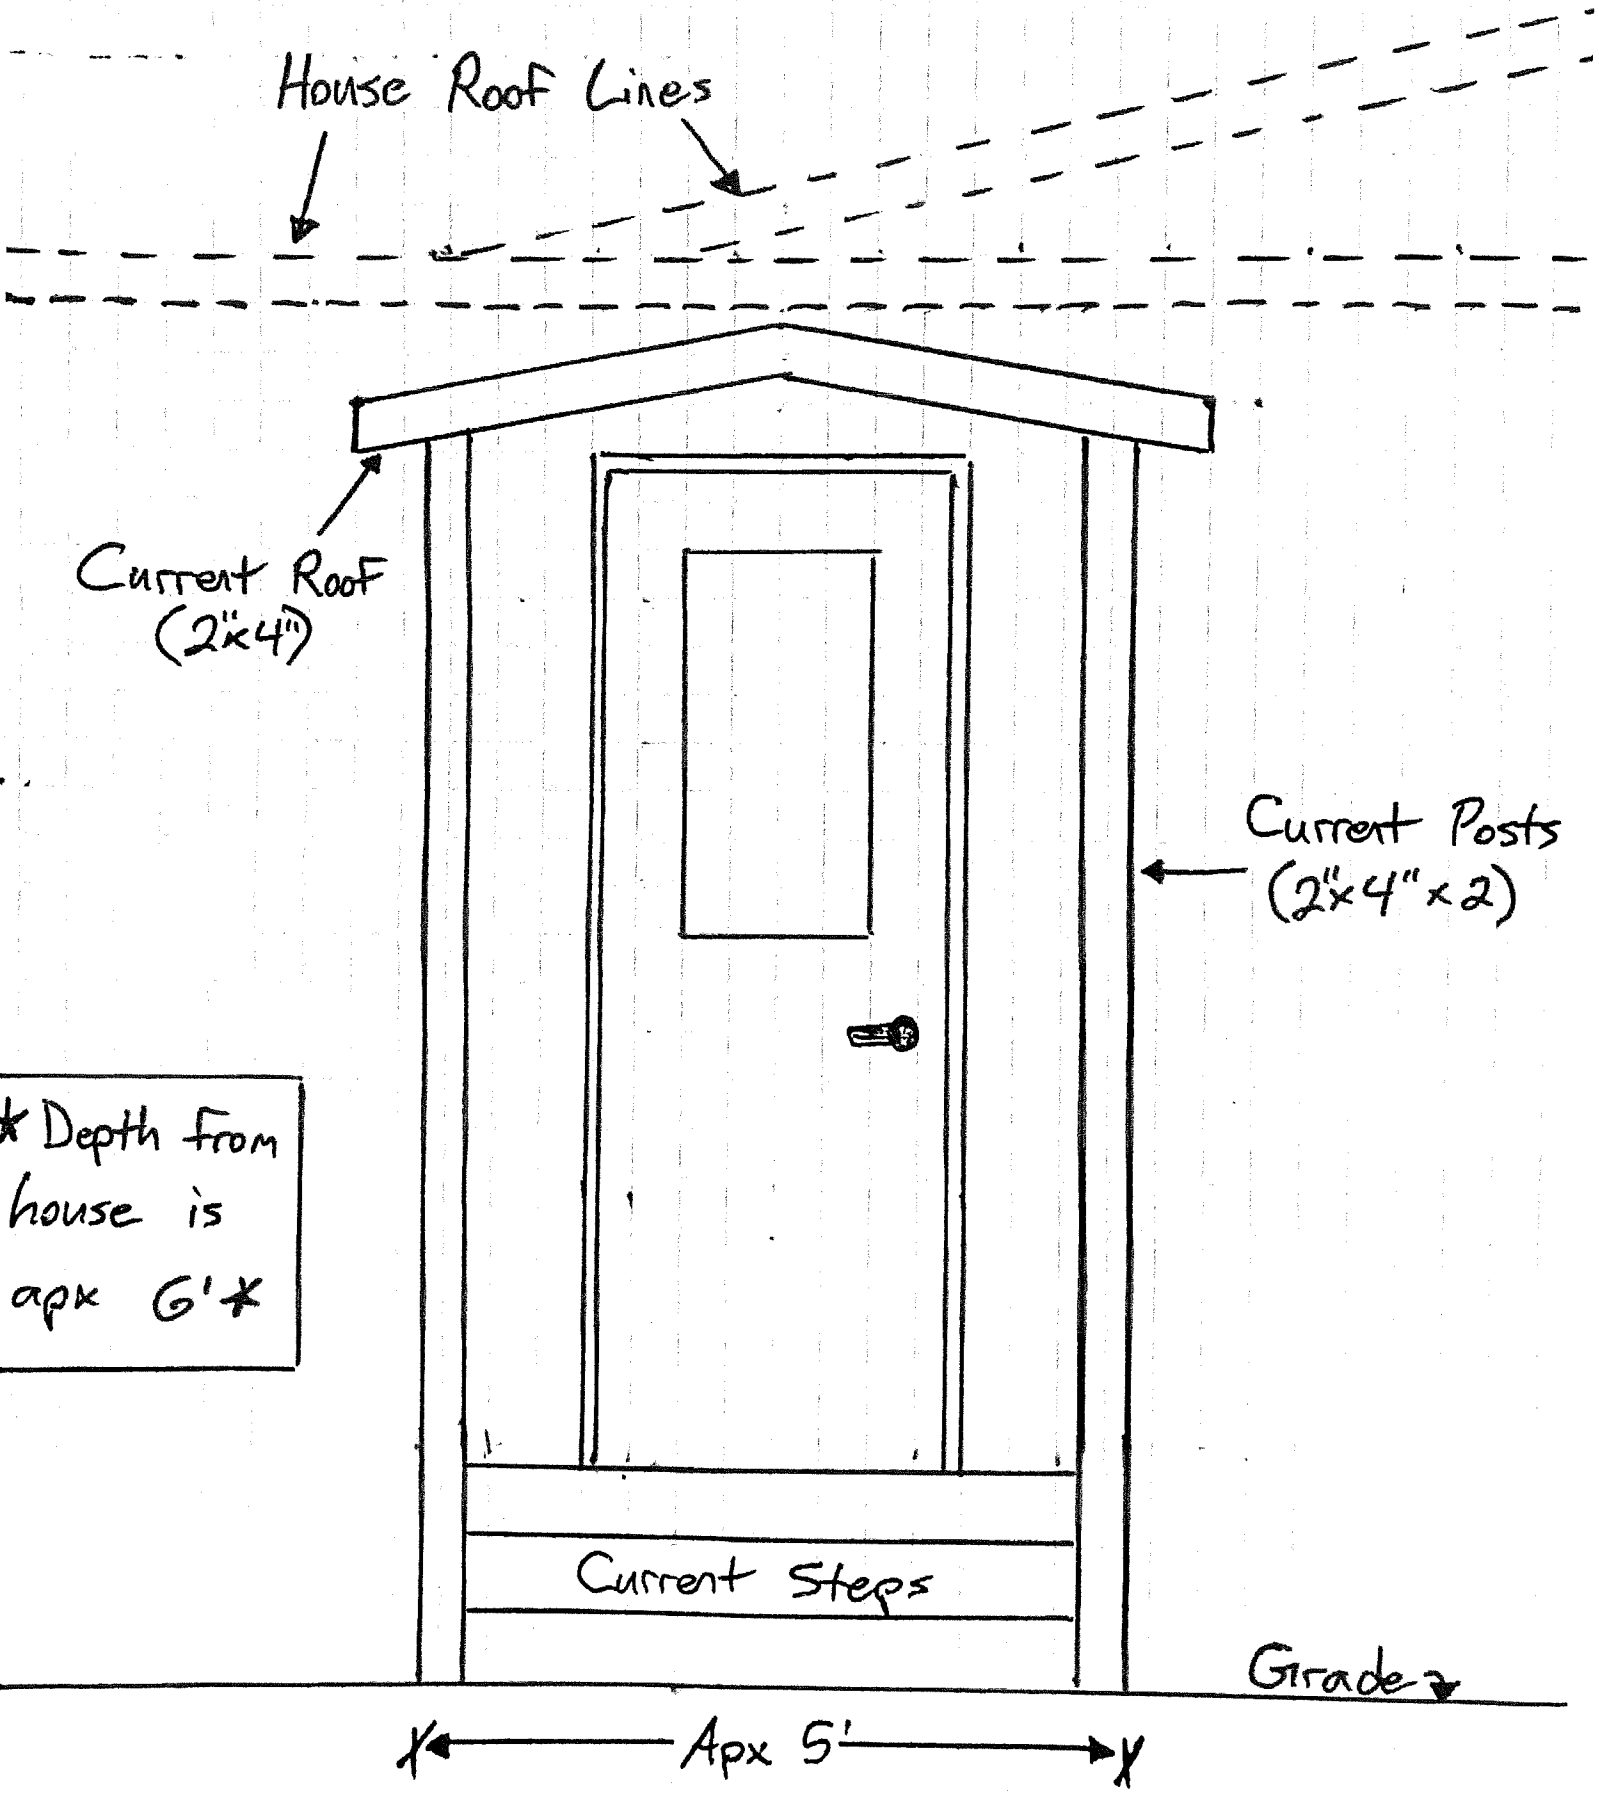 House Roof Lines
Current Roof
(2"x4")
Current Posts
(2"x4"x2)
* Depth from
house is
apx 6'*
Current Steps
Grade
Apx 5'